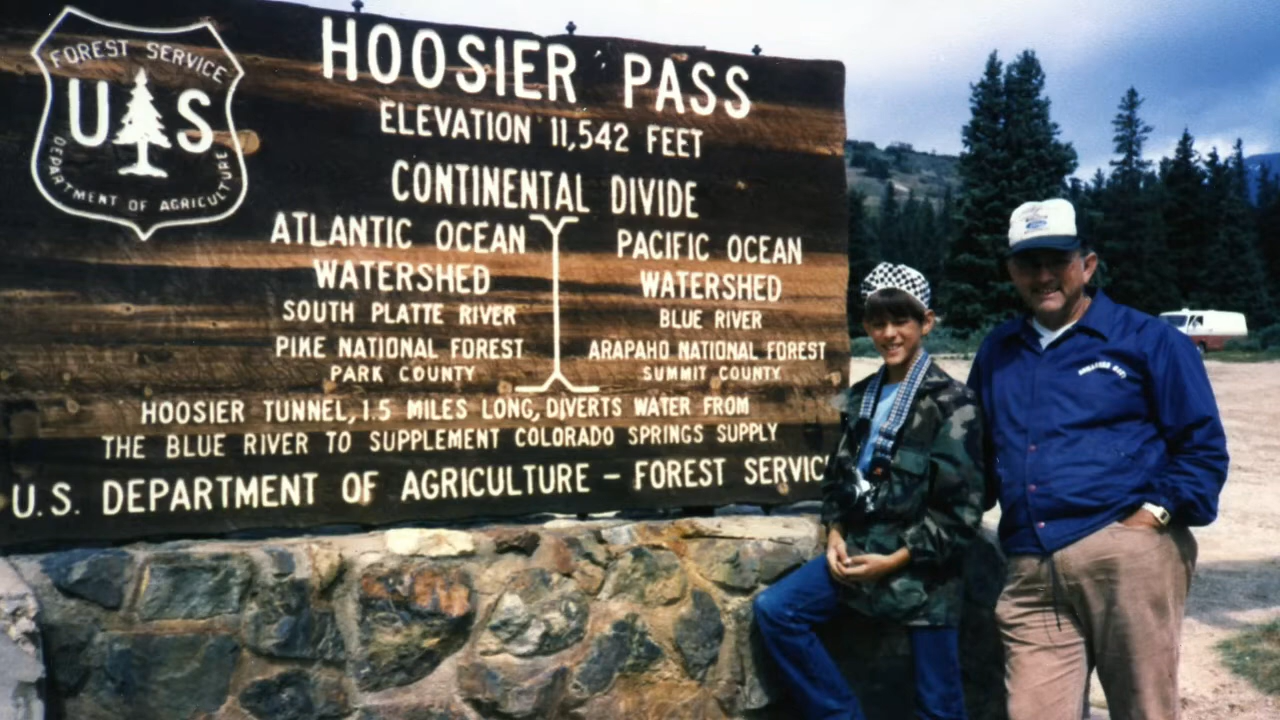 FOREST SERVICE
U S
DEPARTMENT OF AGRICULTURE
HOOSIER PASS
ELEVATION 11,542 FEET
CONTINENTAL DIVIDE
ATLANTIC OCEAN
WATERSHED
SOUTH PLATTE RIVER
PIKE NATIONAL FOREST
PARK COUNTY
PACIFIC OCEAN
WATERSHED
BLUE RIVER
ARAPAHO NATIONAL FOREST
SUMMIT COUNTY
HOOSIER TUNNEL, 1.5 MILES LONG, DIVERTS WATER FROM
THE BLUE RIVER TO SUPPLEMENT COLORADO SPRINGS SUPPLY
U.S. DEPARTMENT OF AGRICULTURE – FOREST SERVIC